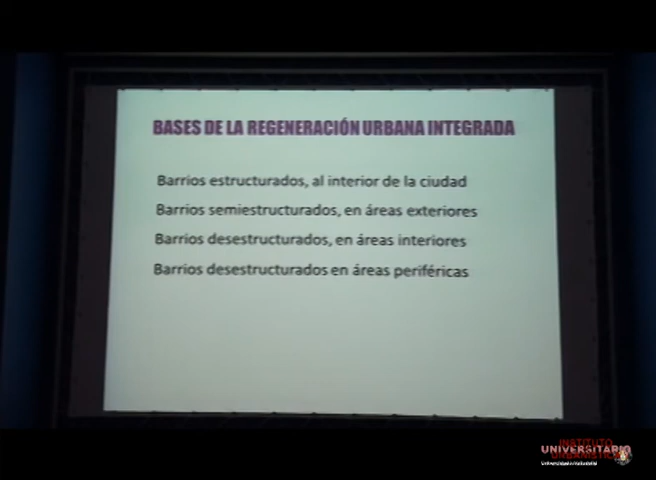 BASES DE LA REGENERACIÓN URBANA INTEGRADA
Barrios estructurados, al interior de la ciudad
Barrios semiestructurados, en áreas exteriores
Barrios desestructurados, en áreas interiores
Barrios desestructurados en áreas periféricas
INSTITUTO
UNIVERSITARIO